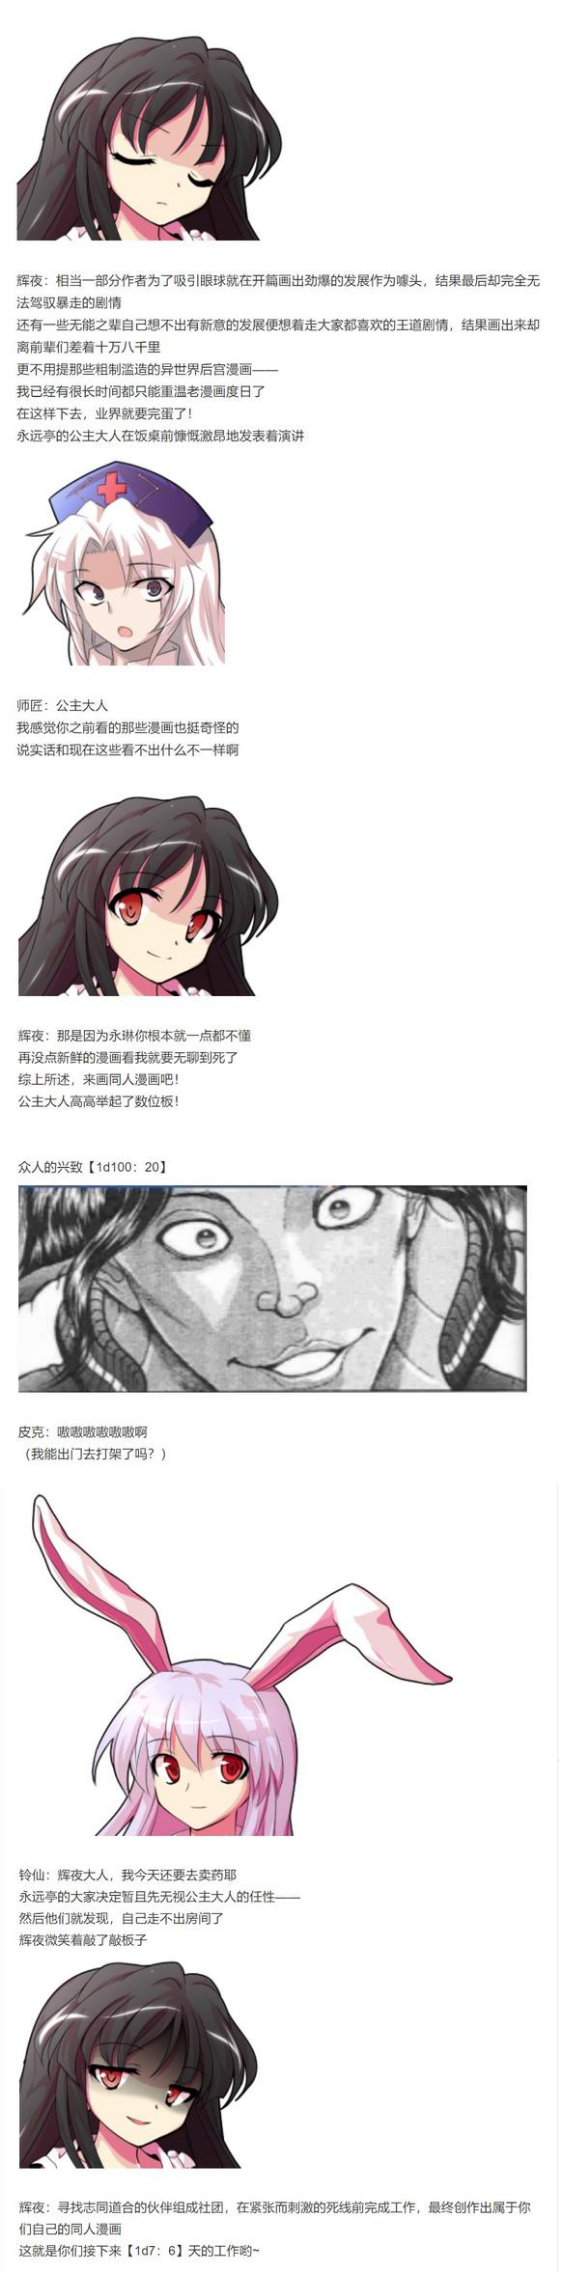 辉夜：相当一部分作者为了吸引眼球就在开篇画出劲爆的发展作为噱头，结果最后却完全无
法驾驭暴走的剧情
还有一些无能之辈自己想不出有新意的发展便想着走大家都喜欢的王道剧情，结果画出来却
离前辈们差着十万八千里
更不用提那些粗制滥造的异世界后宫漫画——
我已经有很长时间都只能重温老漫画度日了
在这样下去，业界就要完蛋了！
永远亭的公主大人在饭桌前慷慨激昂地发表着演讲
师匠：公主大人
我感觉你之前看的那些漫画也挺奇怪的
说实话和现在这些看不出什么不一样啊
辉夜：那是因为永琳你根本就一点都不懂
再没点新鲜的漫画看我就要无聊到死了
综上所述，来画同人漫画吧！
公主大人高高举起了数位板！
众人的兴致【1d100：20】
皮克：嗷嗷嗷嗷嗷嗷啊
（我能出门去打架了吗？）
铃仙：辉夜大人，我今天还要去卖药耶
永远亭的大家决定暂且先无视公主大人的任性——
然后他们就发现，自己走不出房间了
辉夜微笑着敲了敲板子
辉夜：寻找志同道合的伙伴组成社团，在紧张而刺激的死线前完成工作，最终创作出属于你
们自己的同人漫画
这就是你们接下来【1d7：6】天的工作哟~